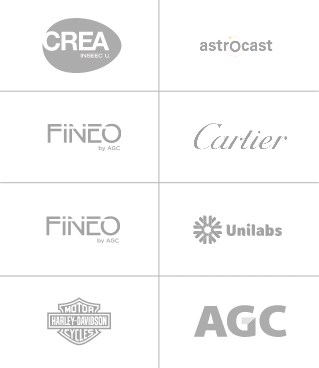 CREA
INSEEC U.
astrocast
FiNEO
by AGC
Cartier
FiNEO
by AGC
Unilabs
MOTOR
HARLEY-DAVIDSON
CYCLES
AGC